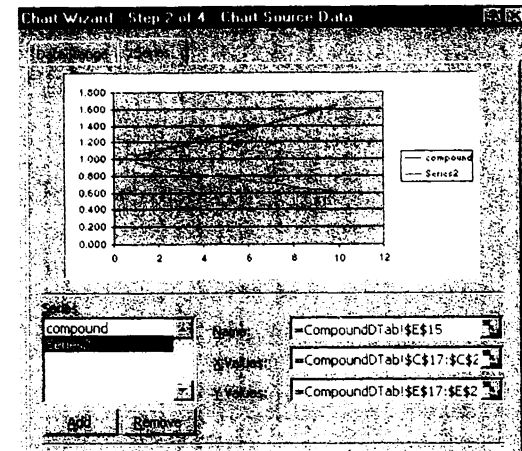 Chart Wizard - Step 2 of 4 - Chart Source Data
1.800
1.600
1.400
1.200
1.000
0.800
0.600
0.400
0.200
0.000
0 2 4 6 8 10 12
compound
Series2
Series
compound
Series2
Name: =CompoundDTab!$E$15
X Values: =CompoundDTab!$C$17:$C$2
Y Values: =CompoundDTab!$E$17:$E$2
Add Remove